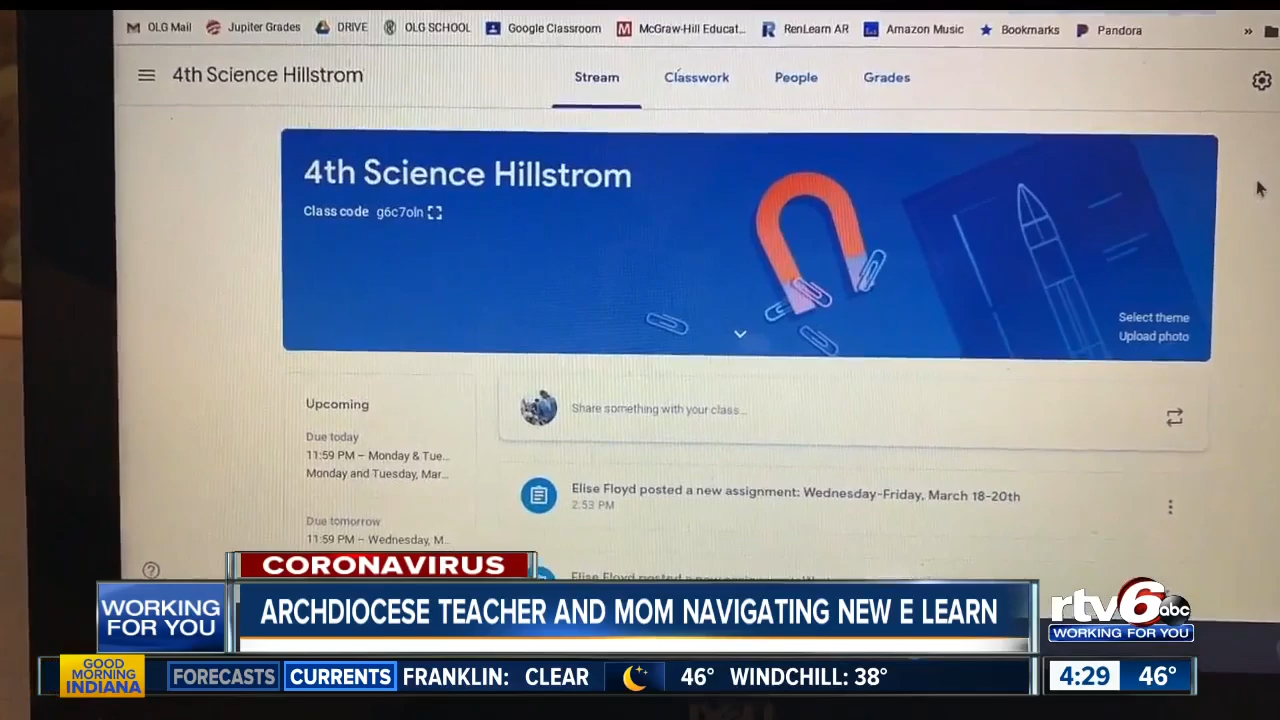 OLG Mail
Jupiter Grades
DRIVE
OLG SCHOOL
Google Classroom
McGraw-Hill Educat...
RenLearn AR
Amazon Music
Bookmarks
Pandora
»
4th Science Hillstrom
Stream
Classwork
People
Grades
4th Science Hillstrom
Class code g6c7oln
Select theme
Upload photo
Upcoming
Due today
11:59 PM – Monday & Tue...
Monday and Tuesday, Mar...
Due tomorrow
11:59 PM – Wednesday, M...
Share something with your class...
Elise Floyd posted a new assignment: Wednesday-Friday, March 18-20th
2:53 PM
Elise Floyd posted a new
CORONAVIRUS
WORKING
FOR YOU
ARCHDIOCESE TEACHER AND MOM NAVIGATING NEW E LEARN
rtv6 abc
WORKING FOR YOU
GOOD
MORNING
INDIANA
FORECASTS
CURRENTS
FRANKLIN: CLEAR
46° WINDCHILL: 38°
4:29
46°